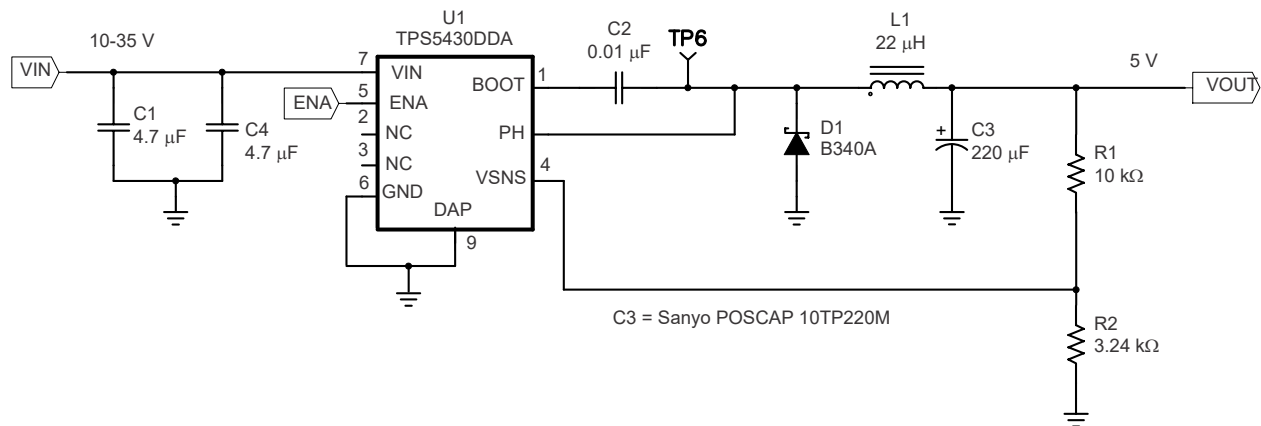 U1
TPS5430DDA
10-35 V
VIN
C1
4.7 μF
C4
4.7 μF
ENA
7
5
2
3
6
VIN
ENA
NC
NC
GND
DAP
9
BOOT
PH
VSNS
1
4
C2
0.01 μF
TP6
D1
B340A
L1
22 μH
C3
220 μF
5 V
VOUT
R1
10 kΩ
R2
3.24 kΩ
C3 = Sanyo POSCAP 10TP220M